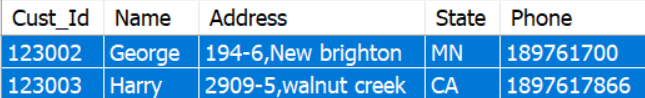 Cust_Id Name Address State Phone
123002 George 194-6,New brighton MN 189761700
123003 Harry 2909-5,walnut creek CA 1897617866